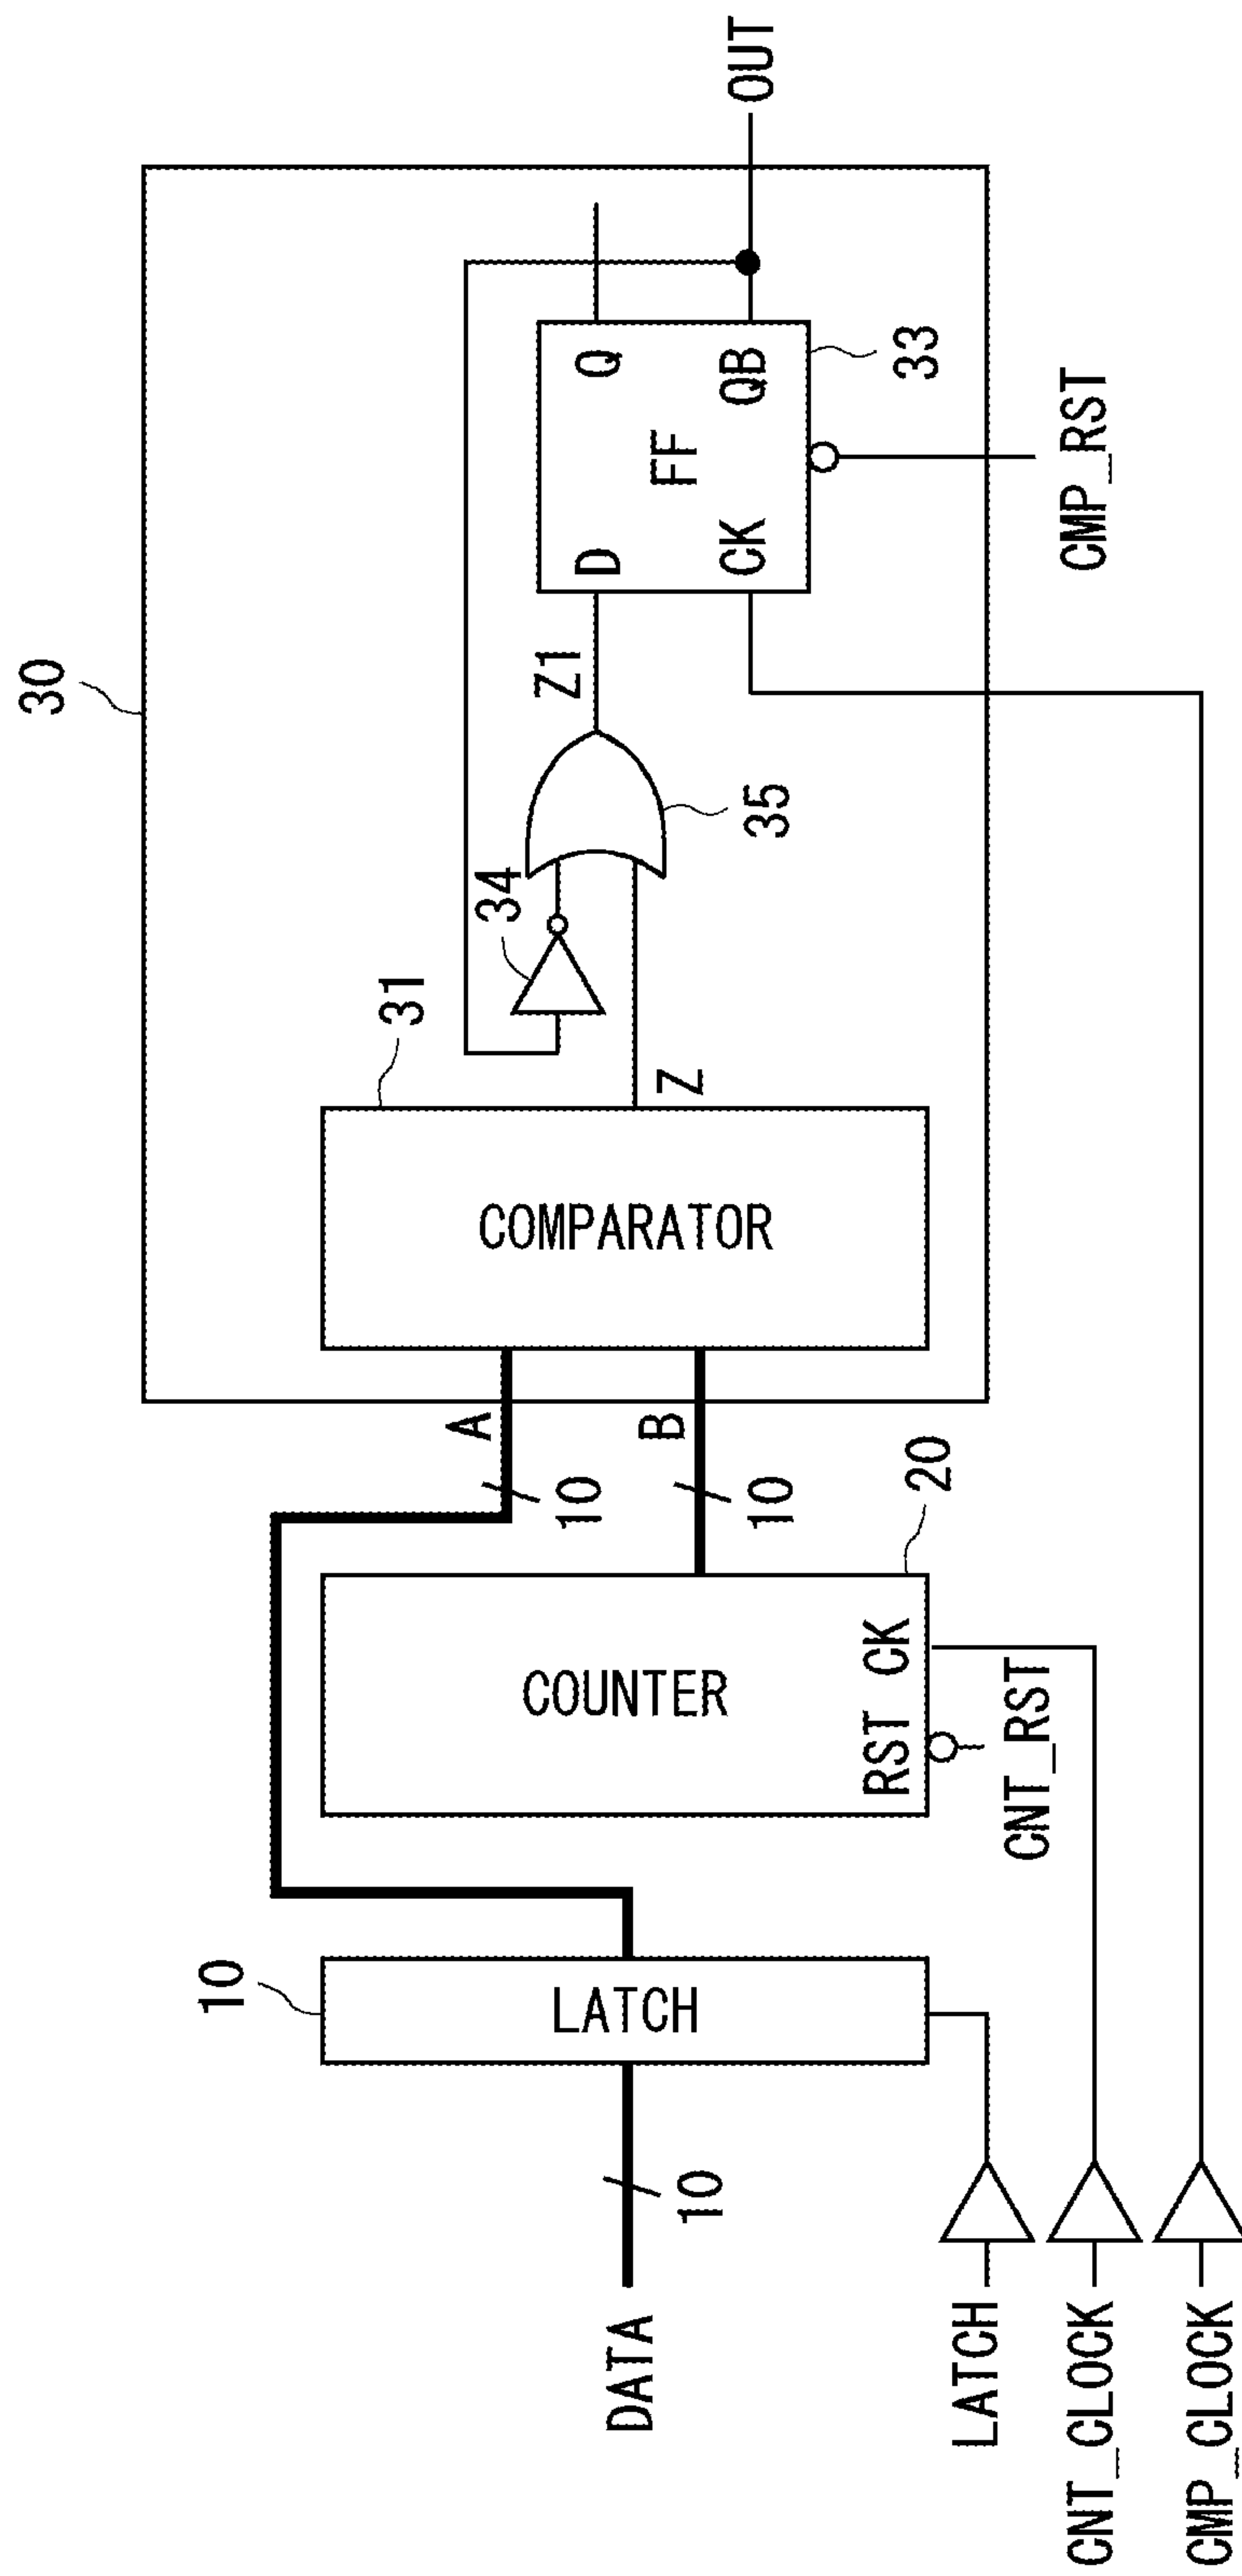 30
31
34
Z1
35
Z
COMPARATOR
D
Q
FF
CK
QB
33
OUT
CMP_RST
A
10
B
10
20
COUNTER
RST
CK
CNT_RST
10
LATCH
DATA
10
LATCH
CNT_CLOCK
CMP_CLOCK